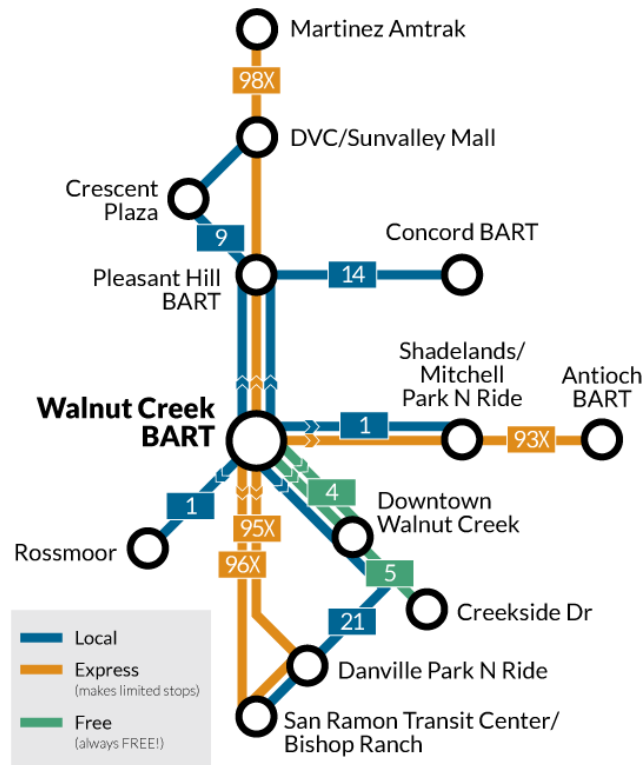 Martinez Amtrak
98X
DVC/Sunvalley Mall
Crescent
Plaza
9
Concord BART
Pleasant Hill
BART
14
Shadelands/
Mitchell
Park N Ride
Antioch
BART
Walnut Creek
BART
1
93X
4
1
Downtown
Walnut Creek
95X
Rossmoor
96X
5
Creekside Dr
21
Local
Express
(makes limited stops)
Free
(always FREE!)
Danville Park N Ride
San Ramon Transit Center/
Bishop Ranch